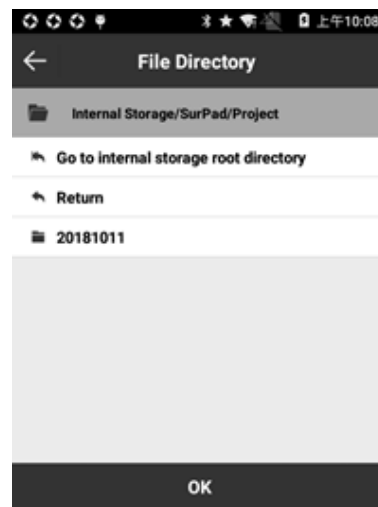 上午10:08
File Directory
Internal Storage/SurPad/Project
Go to internal storage root directory
Return
20181011
OK